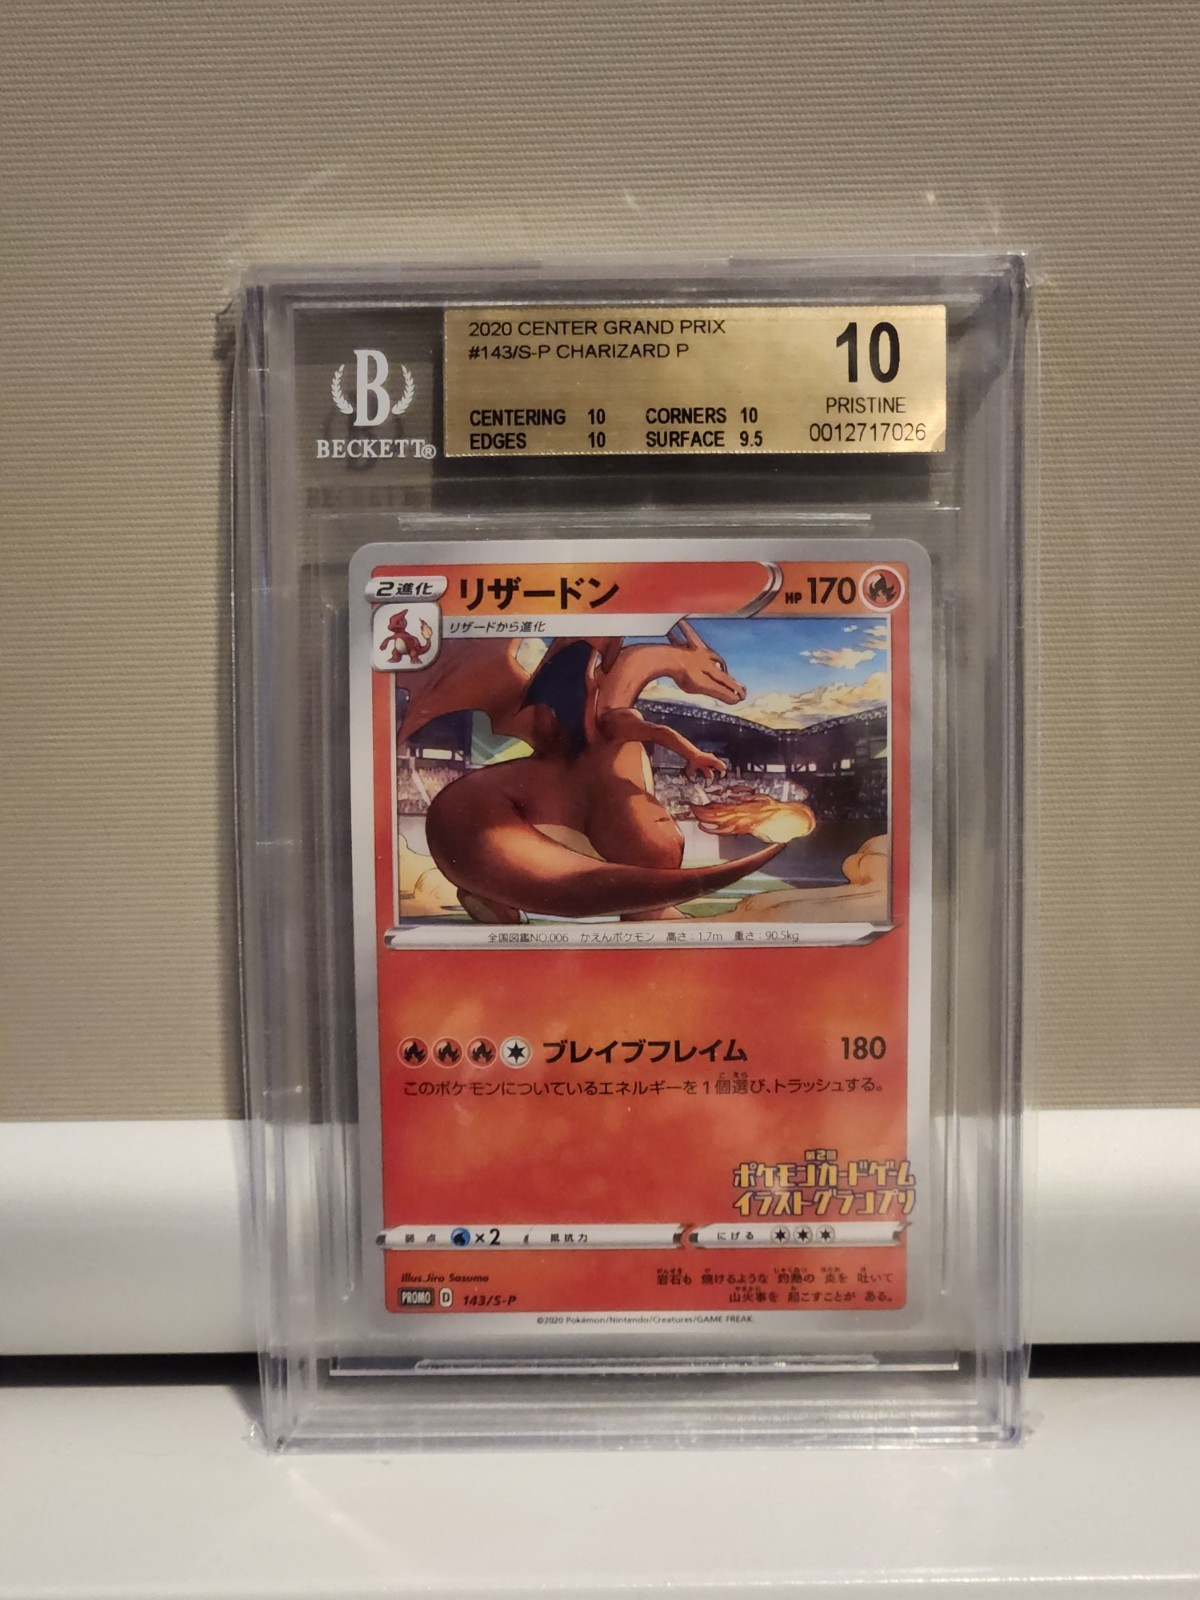 2020 CENTER GRAND PRIX
#143/S-P CHARIZARD P
CENTERING 10 CORNERS 10
EDGES 10 SURFACE 9.5
10
PRISTINE
0012717026
B
BECKETT®
2進化 リザードン HP 170
リザードから進化
全国図鑑NO.006 かえんポケモン 高さ:1.7m 重さ:90.5kg
ブレイブフレイム 180
このポケモンについているエネルギーを1個選び、トラッシュする。
第2回
ポケモンカードゲーム
イラストグランプリ
弱点 ×2 抵抗力 にげる
Illus. Jiro Sasumo
PROMO D 143/S-P
岩石も 焼けるような 灼熱の 炎を 吐いて
山火事を 起こすことが ある。
©2020 Pokémon/Nintendo/Creatures/GAME FREAK.